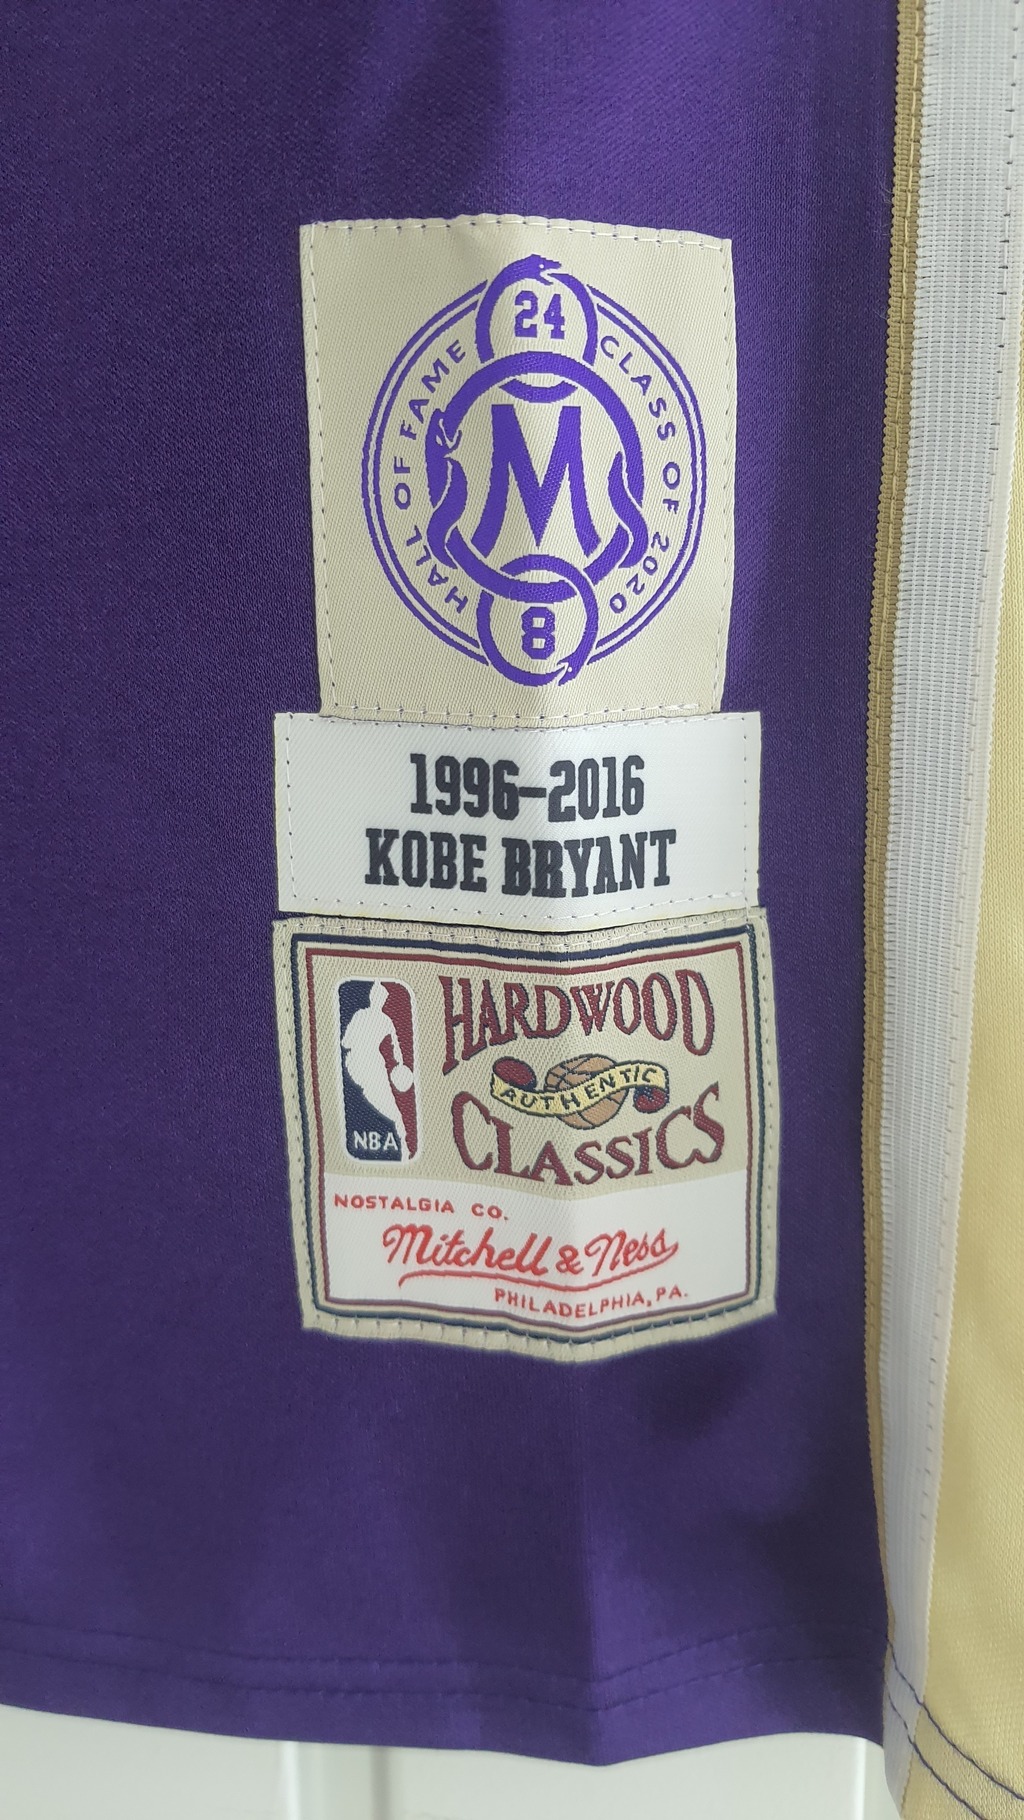 24
HALL OF FAME
CLASS OF 2020
M
8
1996-2016
KOBE BRYANT
HARDWOOD
AUTHENTIC
CLASSICS
NBA
NOSTALGIA CO.
Mitchell & Ness
PHILADELPHIA, PA.